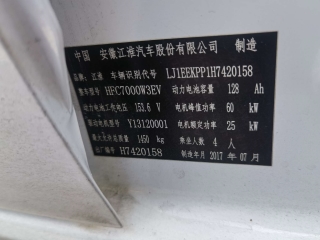 中国 安徽江淮汽车股份有限公司 制造
品牌: 江淮 车辆识别代号 LJ1EEKPP1H7420158
整车型号 HFC7000W3EV 动力电池容量 128 Ah
动力电池工作电压 153.6 V 电机峰值功率 60 kW
驱动电机型号 Y13120001 电机额定功率 25 kW
最大允许总质量 1450 kg 乘坐人数 4 人
出厂编号 H7420158 制造年月 2017 年 07 月